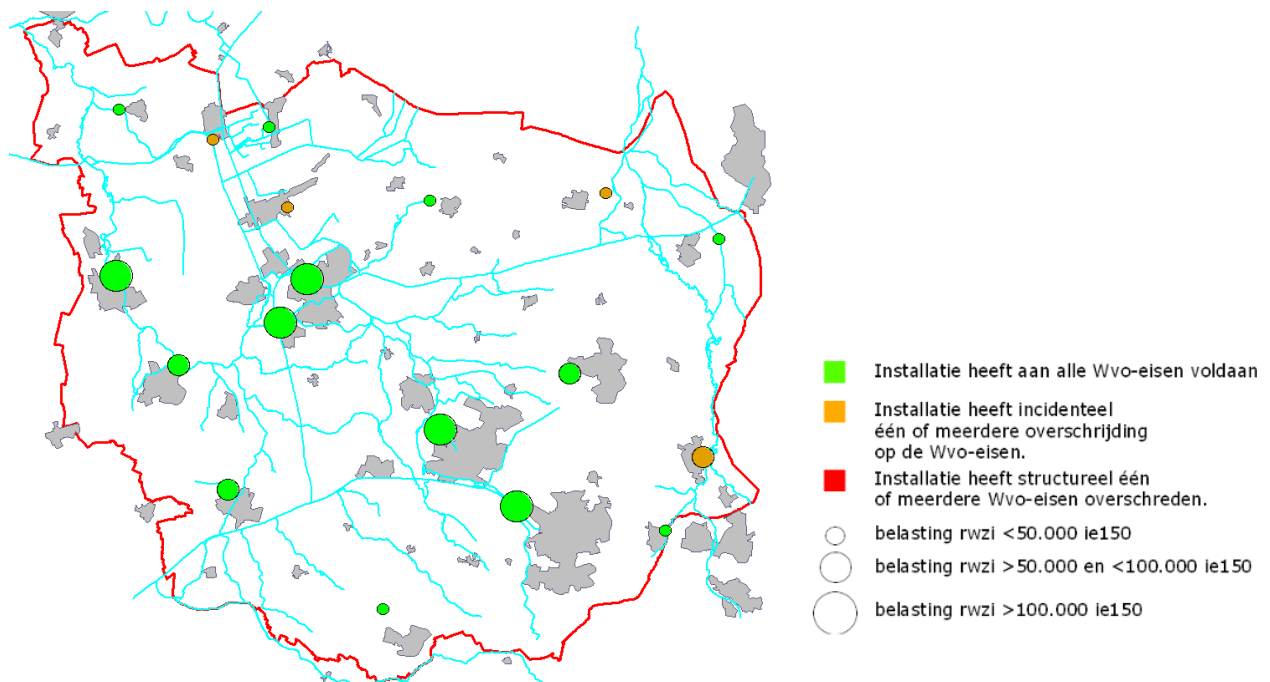 Installatie heeft aan alle Wvo-eisen voldaan
Installatie heeft incidenteel
één of meerdere overschrijding
op de Wvo-eisen.
Installatie heeft structureel één
of meerdere Wvo-eisen overschreden.
belasting rwzi <50.000 ie150
belasting rwzi >50.000 en <100.000 ie150
belasting rwzi >100.000 ie150